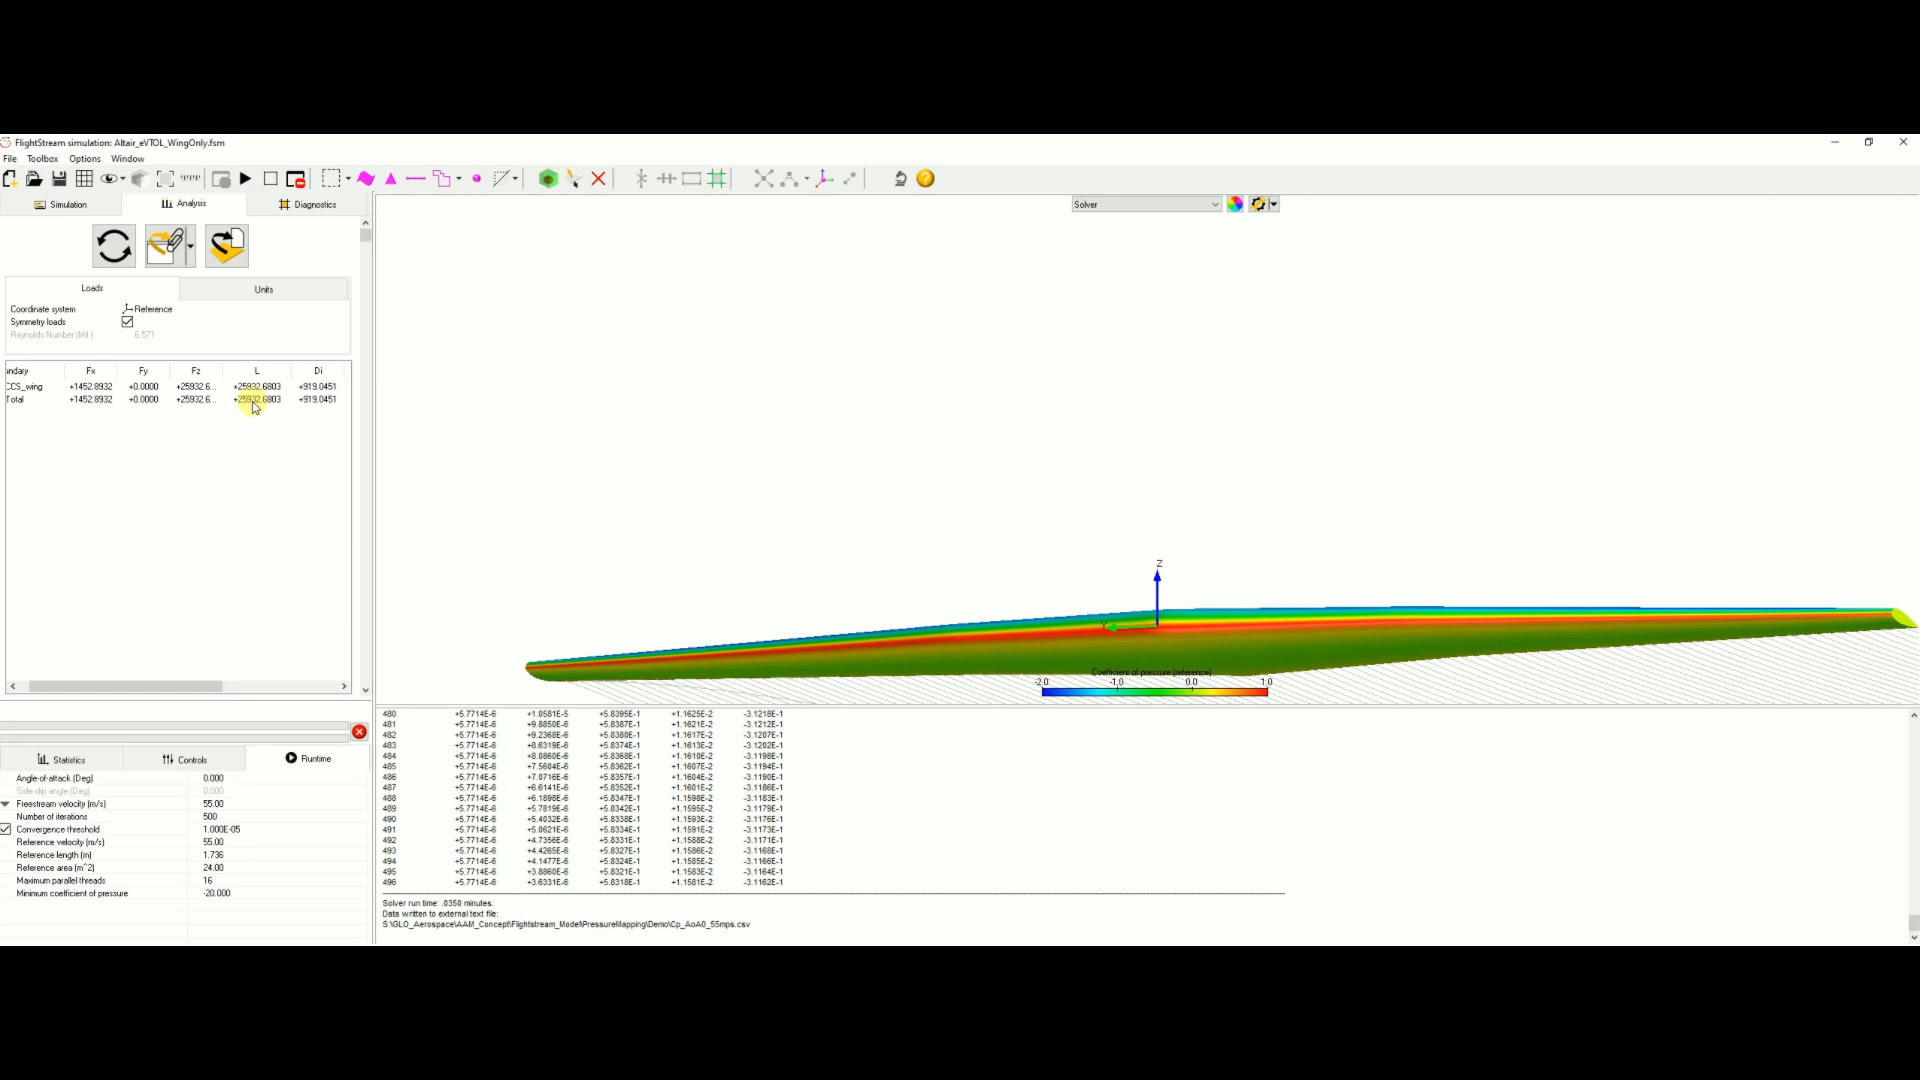 FlightStream simulation: Altair_eVTOL_WingOnly.fsm
File Toolbox Options Window
Simulation Analysis Diagnostics
Solver
Loads Units
Coordinate system Reference
Symmetry loads
Reynolds Number (Mil.) 6.571
ndary Fx Fy Fz L Di
CCS_wing +1452.8932 +0.0000 +25932.6... +25932.6803 +919.0451
Total +1452.8932 +0.0000 +25932.6... +25932.6803 +919.0451
Z
Y
Coefficient of pressure (reference)
-2.0 -1.0 0.0 1.0
480 +5.7714E-6 +1.0581E-5 +5.8395E-1 +1.1625E-2 -3.1218E-1
481 +5.7714E-6 +9.8850E-6 +5.8387E-1 +1.1621E-2 -3.1212E-1
482 +5.7714E-6 +9.2368E-6 +5.8380E-1 +1.1617E-2 -3.1207E-1
483 +5.7714E-6 +8.6319E-6 +5.8374E-1 +1.1613E-2 -3.1202E-1
484 +5.7714E-6 +8.0860E-6 +5.8368E-1 +1.1610E-2 -3.1198E-1
485 +5.7714E-6 +7.5604E-6 +5.8362E-1 +1.1607E-2 -3.1194E-1
486 +5.7714E-6 +7.0716E-6 +5.8357E-1 +1.1604E-2 -3.1190E-1
487 +5.7714E-6 +6.6141E-6 +5.8352E-1 +1.1601E-2 -3.1186E-1
488 +5.7714E-6 +6.1898E-6 +5.8347E-1 +1.1598E-2 -3.1183E-1
489 +5.7714E-6 +5.7819E-6 +5.8342E-1 +1.1595E-2 -3.1179E-1
490 +5.7714E-6 +5.4032E-6 +5.8338E-1 +1.1593E-2 -3.1176E-1
491 +5.7714E-6 +5.0621E-6 +5.8334E-1 +1.1591E-2 -3.1173E-1
492 +5.7714E-6 +4.7356E-6 +5.8331E-1 +1.1588E-2 -3.1171E-1
493 +5.7714E-6 +4.4265E-6 +5.8327E-1 +1.1586E-2 -3.1168E-1
494 +5.7714E-6 +4.1477E-6 +5.8324E-1 +1.1585E-2 -3.1166E-1
495 +5.7714E-6 +3.8860E-6 +5.8321E-1 +1.1583E-2 -3.1164E-1
496 +5.7714E-6 +3.6331E-6 +5.8318E-1 +1.1581E-2 -3.1162E-1
Solver run time: .0350 minutes.
Data written to external text file:
S:\GLO_Aerospace\AAM_Concept\Flightstream_Model\PressureMapping\Demo\Cp_AoA0_55mps.csv
Statistics Controls Runtime
Angle-of-attack (Deg) 0.000
Side-slip angle (Deg) 0.000
Freestream velocity (m/s) 55.00
Number of iterations 500
Convergence threshold 1.000E-05
Reference velocity (m/s) 55.00
Reference length (m) 1.736
Reference area (m^2) 24.00
Maximum parallel threads 16
Minimum coefficient of pressure -20.000